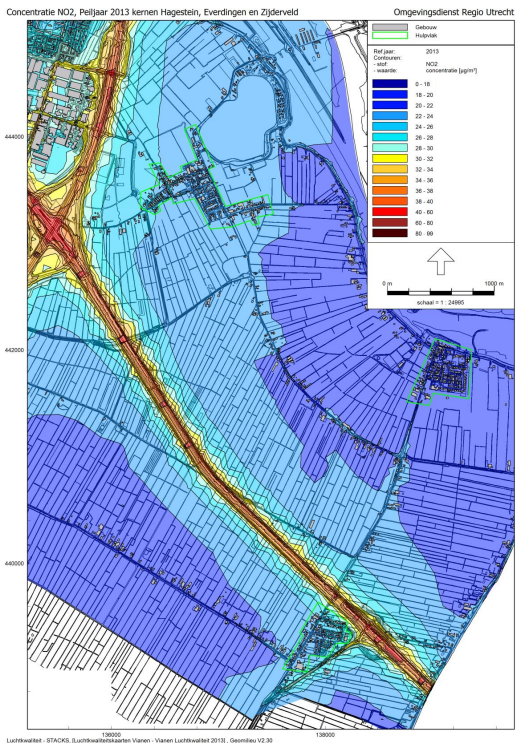 Concentratie NO2, Peiljaar 2013 kernen Hagestein, Everdingen en Zijderveld
Omgevingsdienst Regio Utrecht
Gebouw
Hulpvlak
Ref.jaar: 2013
Contouren:
- stof: NO2
- waarde: concentratie [µg/m³]
0 - 18
18 - 20
20 - 22
22 - 24
24 - 26
26 - 28
28 - 30
30 - 32
32 - 34
34 - 36
36 - 38
38 - 40
40 - 60
60 - 80
80 - 99
0 m 1000 m
schaal = 1 : 24995
444000
442000
440000
136000 138000
Luchtkwaliteit - STACKS, [Luchtkwaliteitskaarten Vianen - Vianen Luchtkwaliteit 2013] , Geomilieu V2.30